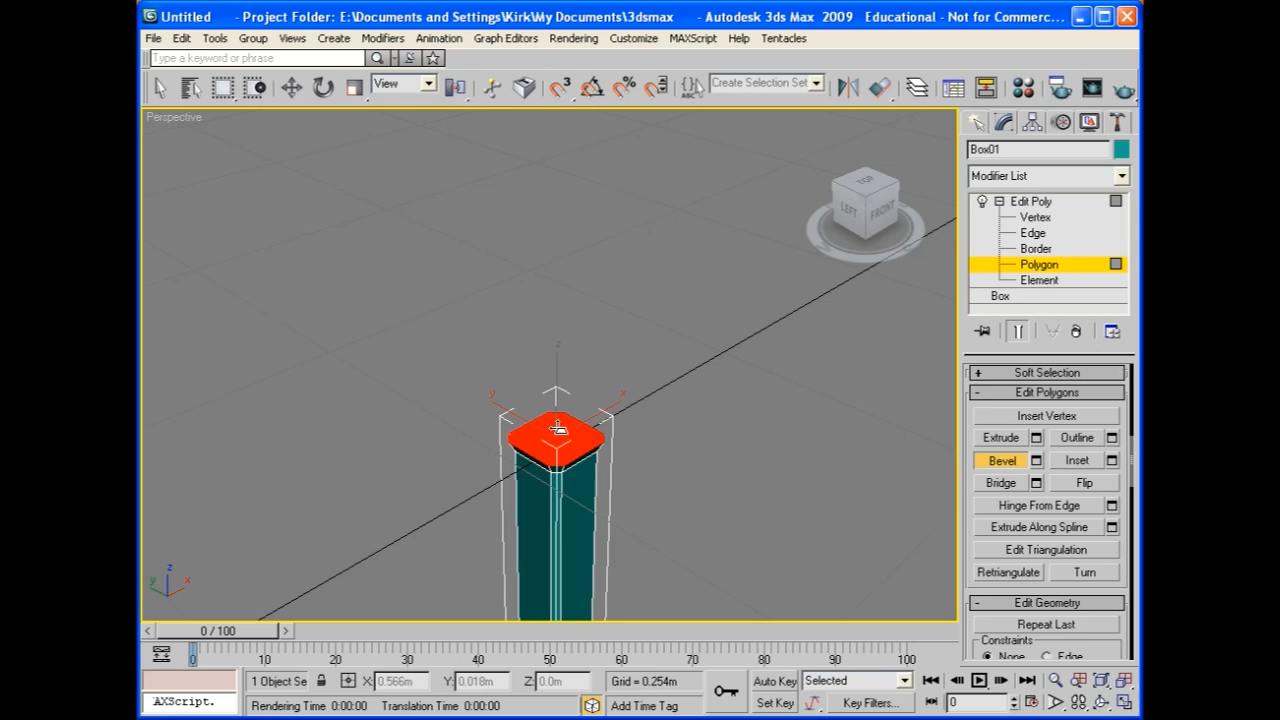 Untitled - Project Folder: E:\Documents and Settings\Kirk\My Documents\3dsmax - Autodesk 3ds Max 2009 Educational - Not for Commerc...
File Edit Tools Group Views Create Modifiers Animation Graph Editors Rendering Customize MAXScript Help Tentacles
Type a keyword or phrase
View
3
%
ABC
Create Selection Set
Perspective
TOP
LEFT FRONT
Box01
Modifier List
Edit Poly
Vertex
Edge
Border
Polygon
Element
Box
+ Soft Selection
- Edit Polygons
Insert Vertex
Extrude Outline
Bevel Inset
Bridge Flip
Hinge From Edge
Extrude Along Spline
Edit Triangulation
Retriangulate Turn
- Edit Geometry
Repeat Last
Constraints
None Edge
z
y x
z
y x
< 0 / 100 >
0 10 20 30 40 50 60 70 80 90 100
1 Object Se X: 0.566m Y: 0.018m Z: 0.0m Grid = 0.254m Auto Key Selected
AXScript. Rendering Time 0:00:00 Translation Time 0:00:00 Add Time Tag Set Key Key Filters... 0